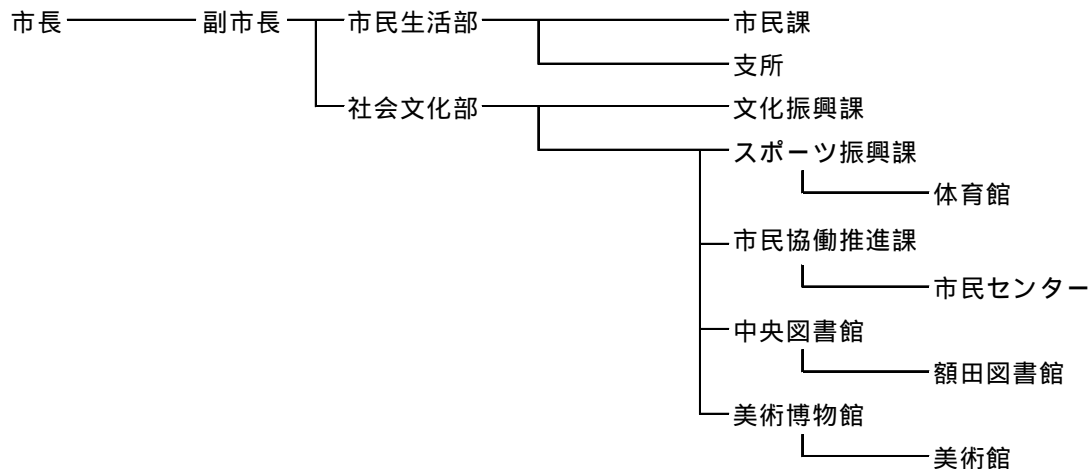 市長 副市長 市民生活部 市民課
支所
社会文化部 文化振興課
スポーツ振興課
体育館
市民協働推進課
市民センター
中央図書館
額田図書館
美術博物館
美術館